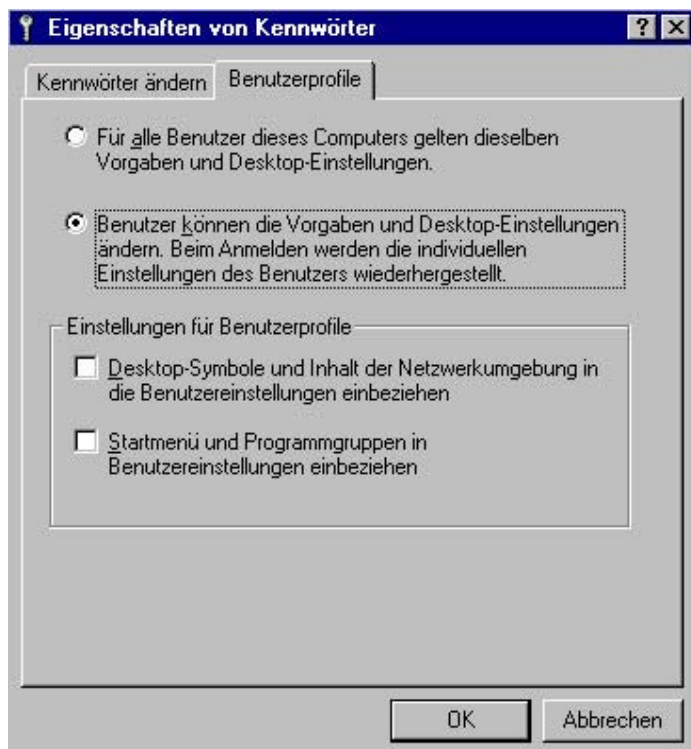 Eigenschaften von Kennwörter
Kennwörter ändern
Benutzerprofile
Für alle Benutzer dieses Computers gelten dieselben
Vorgaben und Desktop-Einstellungen.
Benutzer können die Vorgaben und Desktop-Einstellungen
ändern. Beim Anmelden werden die individuellen
Einstellungen des Benutzers wiederhergestellt.
Einstellungen für Benutzerprofile
Desktop-Symbole und Inhalt der Netzwerkumgebung in
die Benutzereinstellungen einbeziehen
Startmenü und Programmgruppen in
Benutzereinstellungen einbeziehen
OK
Abbrechen